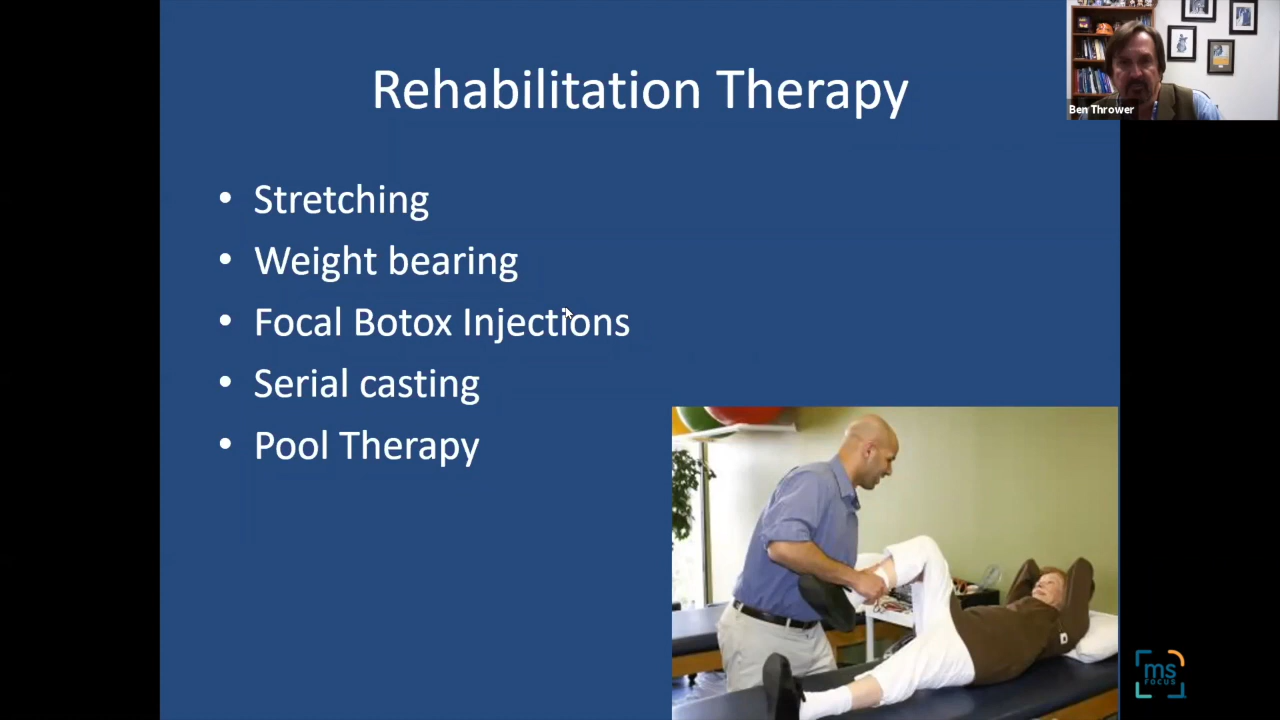 Rehabilitation Therapy
Ben Thrower
• Stretching
• Weight bearing
• Focal Botox Injections
• Serial casting
• Pool Therapy
ms
FOCUS